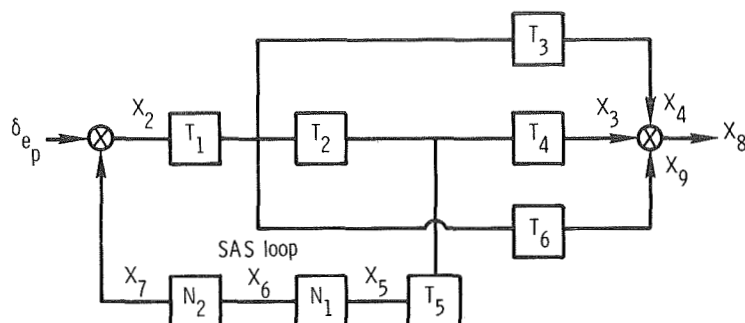 T₃
δₑₚ
X₂
T₁
T₂
T₄
X₃
X₄
X₈
X₉
T₆
SAS loop
X₇
N₂
X₆
N₁
X₅
T₅